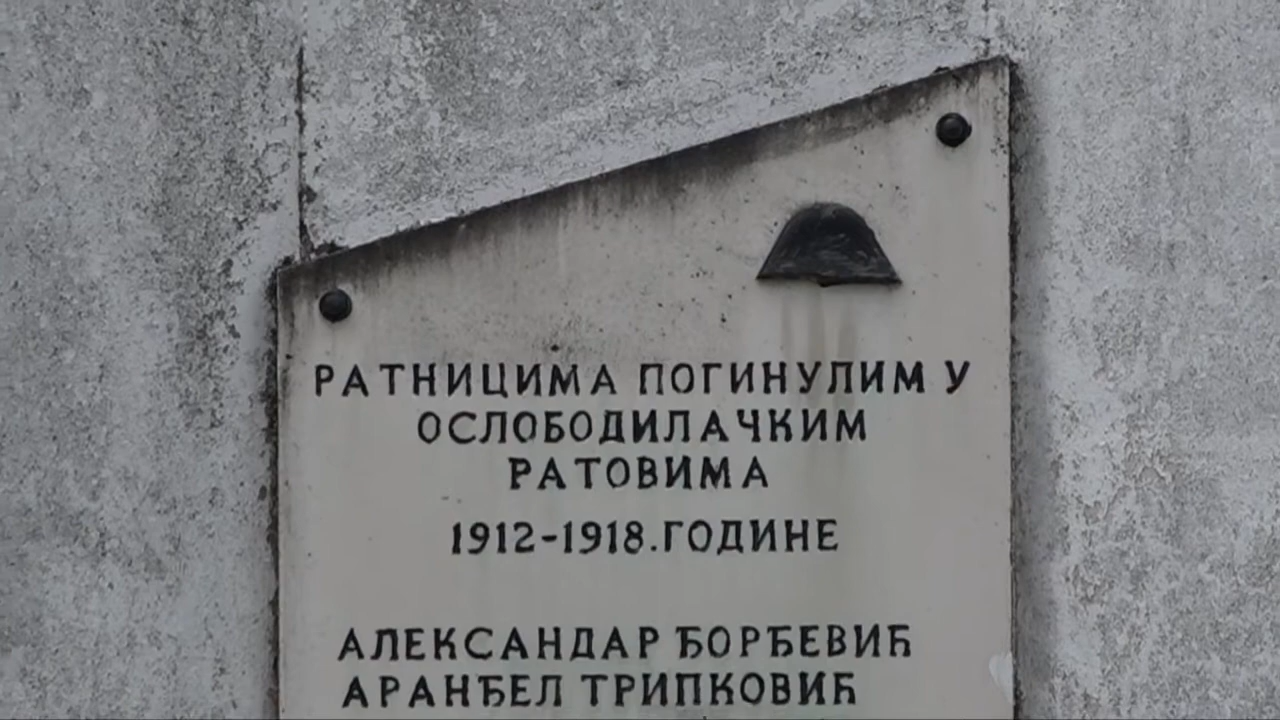 РАТНИЦИМА ПОГИНУЛИМ У
ОСЛОБОДИЛАЧКИМ
РАТОВИМА
1912-1918.ГОДИНЕ
АЛЕКСАНДАР ЂОРЂЕВИЋ
АРАНЂЕЛ ТРИПКОВИЋ